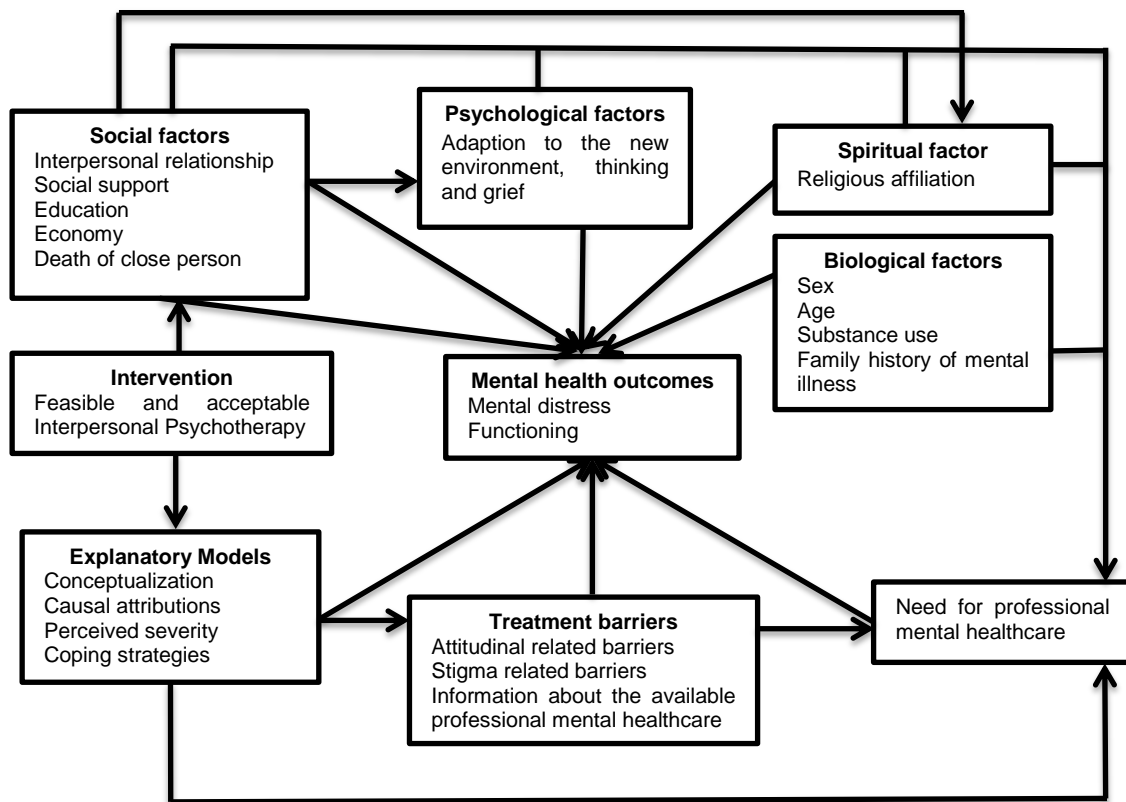 Social factors
Interpersonal relationship
Social support
Education
Economy
Death of close person
Psychological factors
Adaption to the new
environment, thinking
and grief
Spiritual factor
Religious affiliation
Biological factors
Sex
Age
Substance use
Family history of mental
illness
Intervention
Feasible and acceptable
Interpersonal Psychotherapy
Mental health outcomes
Mental distress
Functioning
Explanatory Models
Conceptualization
Causal attributions
Perceived severity
Coping strategies
Treatment barriers
Attitudinal related barriers
Stigma related barriers
Information about the available
professional mental healthcare
Need for professional
mental healthcare